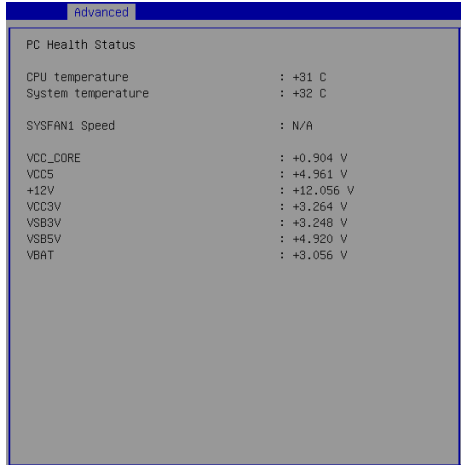 Advanced
PC Health Status
CPU temperature : +31 C
System temperature : +32 C
SYSFAN1 Speed : N/A
VCC_CORE : +0.904 V
VCC5 : +4.961 V
+12V : +12.056 V
VCC3V : +3.264 V
VSB3V : +3.248 V
VSB5V : +4.920 V
VBAT : +3.056 V